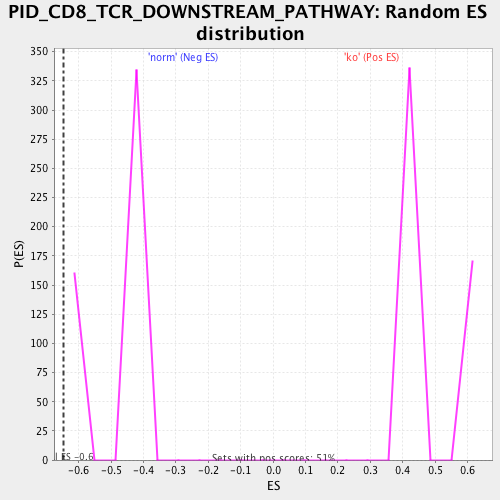 PID_CD8_TCR_DOWNSTREAM_PATHWAY: Random ES
distribution
'norm' (Neg ES)
'ko' (Pos ES)
350
325
300
275
250
225
200
175
150
125
100
75
50
25
0
P(ES)
ES -0.6
Sets with pos scores: 51%
-0.6 -0.5 -0.4 -0.3 -0.2 -0.1 0.0 0.1 0.2 0.3 0.4 0.5 0.6
ES